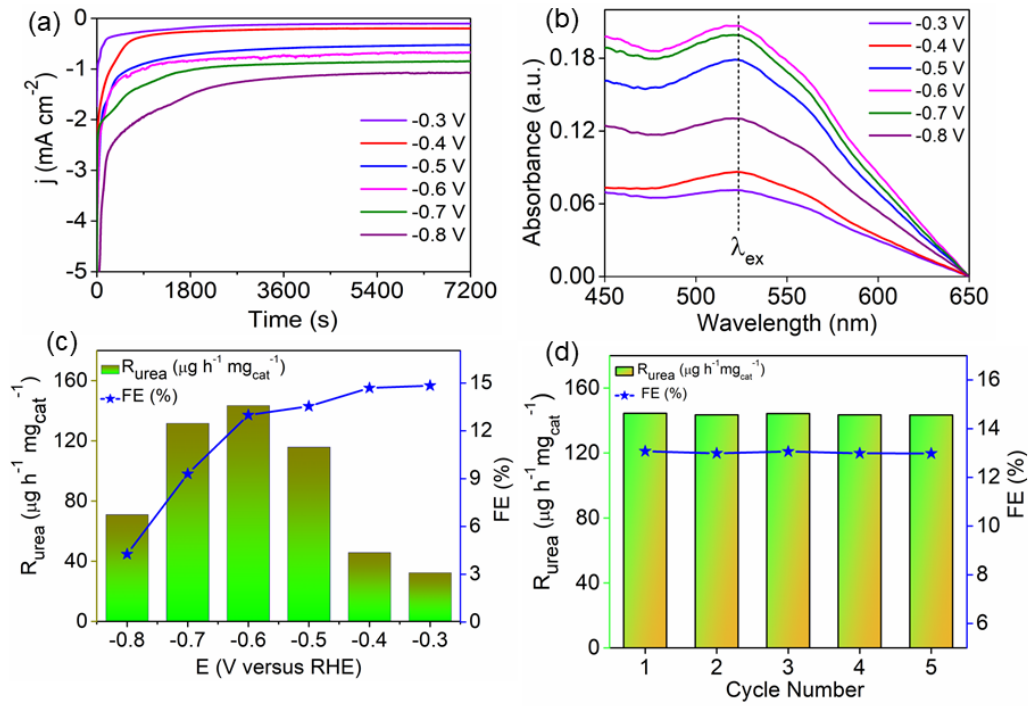 (a)
0
-1
-2
-3
-4
-5
j (mA cm⁻²)
-0.3 V
-0.4 V
-0.5 V
-0.6 V
-0.7 V
-0.8 V
0 1800 3600 5400 7200
Time (s)
(b)
0.18
0.12
0.06
0.00
Absorbance (a.u.)
-0.3 V
-0.4 V
-0.5 V
-0.6 V
-0.7 V
-0.8 V
λex
450 500 550 600 650
Wavelength (nm)
(c)
Rurea (μg h⁻¹ mgcat⁻¹)
FE (%)
160
120
80
40
0
Rurea (μg h⁻¹ mgcat⁻¹)
15
12
9
6
3
0
FE (%)
-0.8 -0.7 -0.6 -0.5 -0.4 -0.3
E (V versus RHE)
(d)
Rurea (μg h⁻¹mgcat⁻¹)
FE (%)
160
120
80
40
0
Rurea (μg h⁻¹ mgcat⁻¹)
16
14
12
10
8
6
FE (%)
1 2 3 4 5
Cycle Number